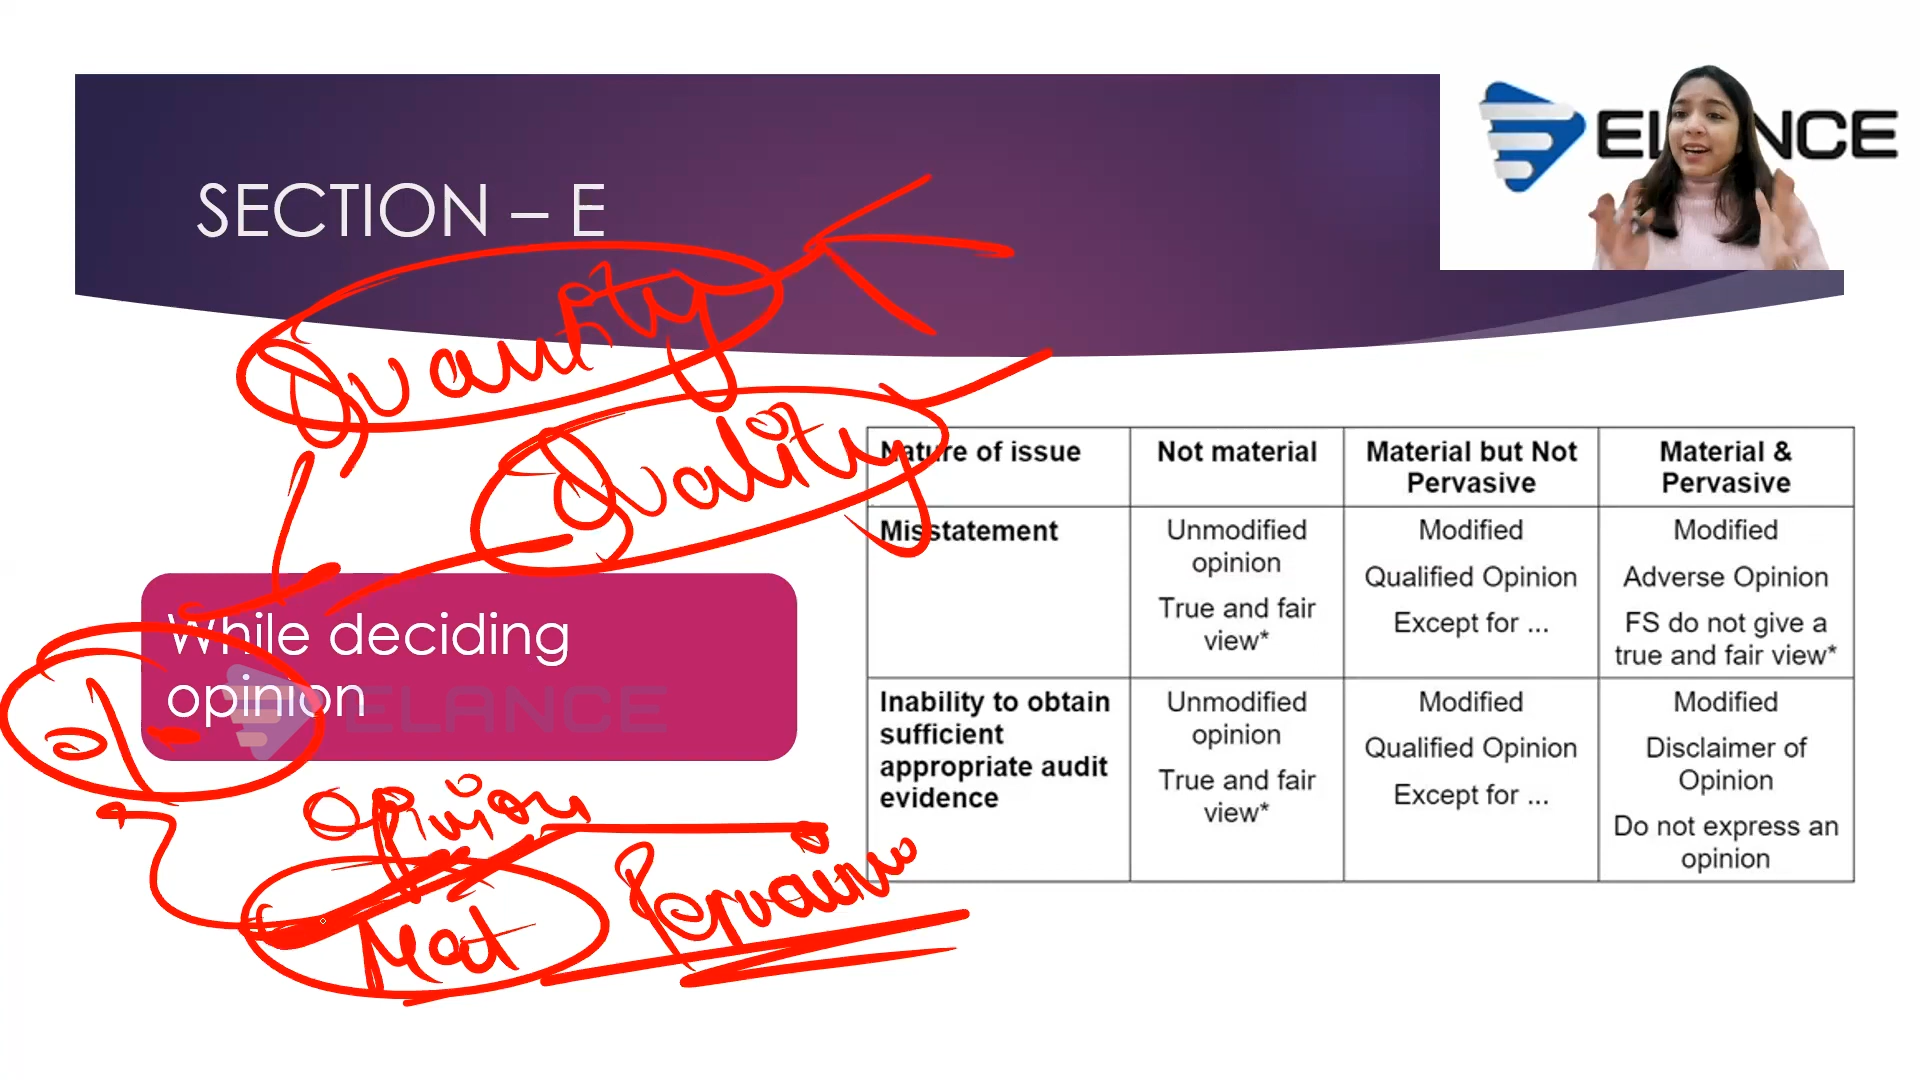 ELANCE
SECTION – E
Quantity
Quality
While deciding
opinion
ELANCE
Opinion
Mat
Pervasive
Nature of issue
Not material
Material but Not
Pervasive
Material &
Pervasive
Misstatement
Unmodified
opinion
True and fair
view*
Modified
Qualified Opinion
Except for ...
Modified
Adverse Opinion
FS do not give a
true and fair view*
Inability to obtain
sufficient
appropriate audit
evidence
Unmodified
opinion
True and fair
view*
Modified
Qualified Opinion
Except for ...
Modified
Disclaimer of
Opinion
Do not express an
opinion